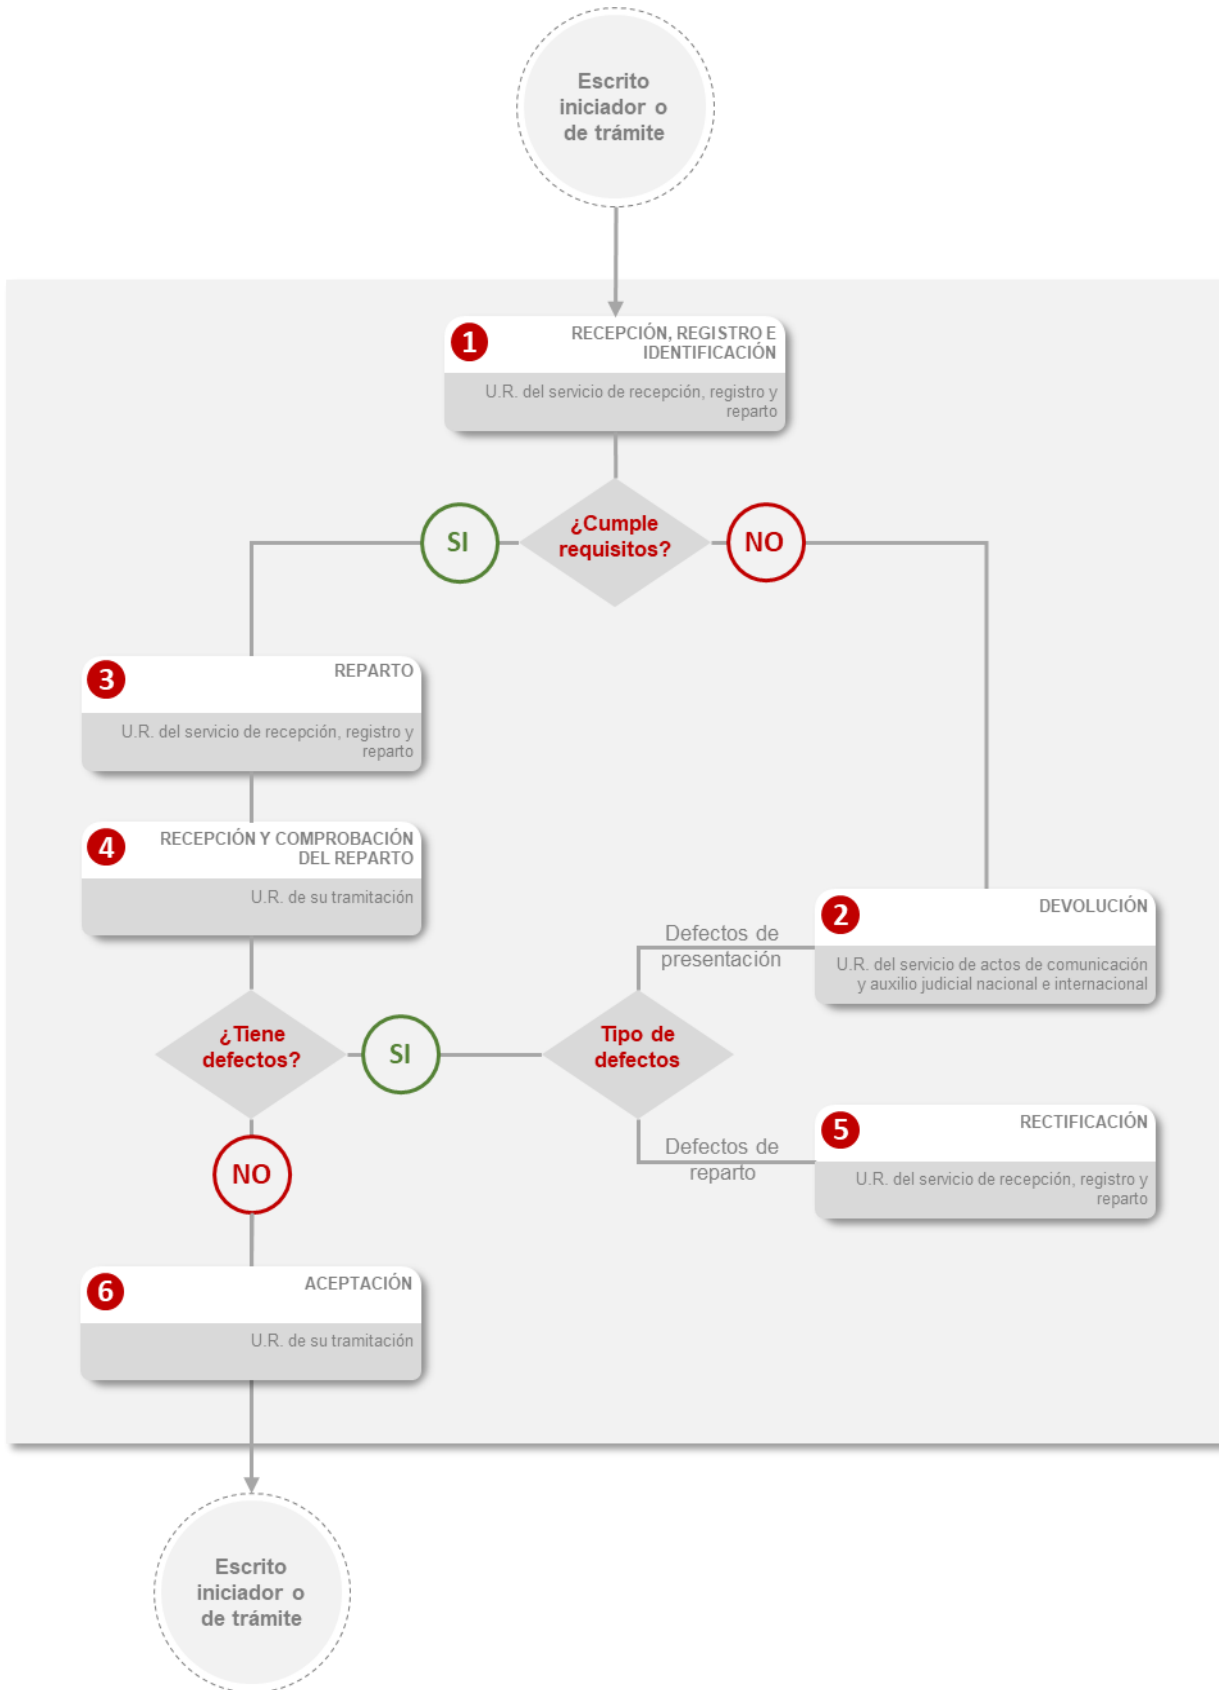 Escrito
iniciador o
de trámite
1
RECEPCIÓN, REGISTRO E
IDENTIFICACIÓN
U.R. del servicio de recepción, registro y
reparto
SI
¿Cumple
requisitos?
NO
3
REPARTO
U.R. del servicio de recepción, registro y
reparto
4
RECEPCIÓN Y COMPROBACIÓN
DEL REPARTO
U.R. de su tramitación
2
DEVOLUCIÓN
U.R. del servicio de actos de comunicación
y auxilio judicial nacional e internacional
Defectos de
presentación
¿Tiene
defectos?
SI
Tipo de
defectos
Defectos de
reparto
5
RECTIFICACIÓN
U.R. del servicio de recepción, registro y
reparto
NO
6
ACEPTACIÓN
U.R. de su tramitación
Escrito
iniciador o
de trámite